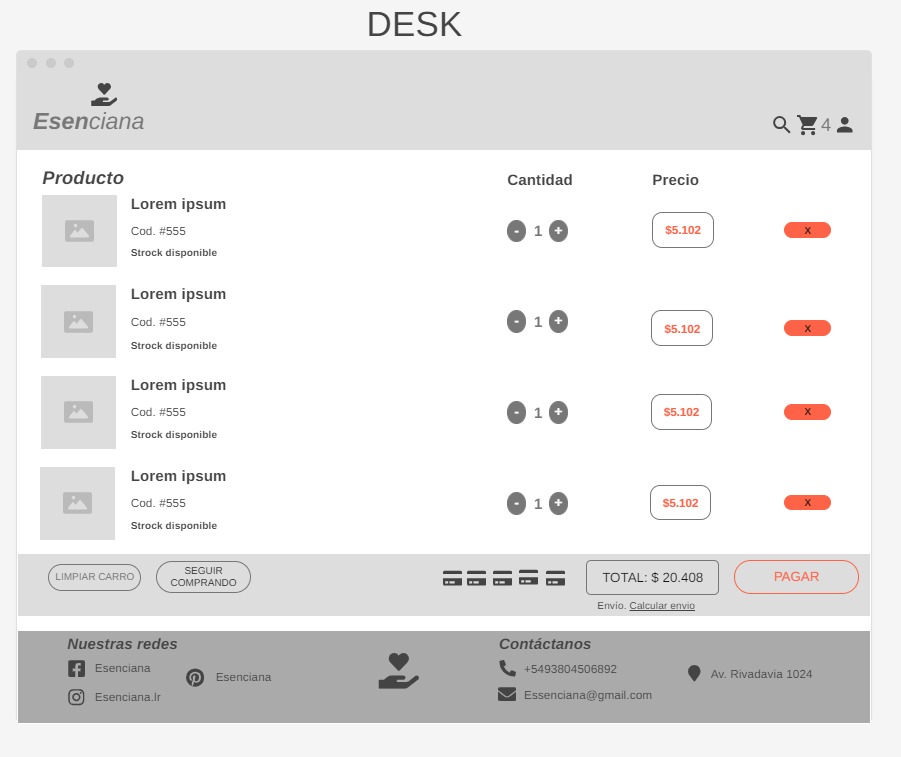 DESK
Esenciana
4
Producto Cantidad Precio
Lorem ipsum
Cod. #555 - 1 + $5.102 X
Strock disponible
Lorem ipsum
Cod. #555 - 1 + $5.102 X
Strock disponible
Lorem ipsum
Cod. #555 - 1 + $5.102 X
Strock disponible
Lorem ipsum
Cod. #555 - 1 + $5.102 X
Strock disponible
LIMPIAR CARRO
SEGUIR
COMPRANDO
TOTAL: $ 20.408
PAGAR
Envío. Calcular envio
Nuestras redes
Esenciana
Esenciana
Esenciana.lr
Contáctanos
+5493804506892
Av. Rivadavia 1024
Essenciana@gmail.com